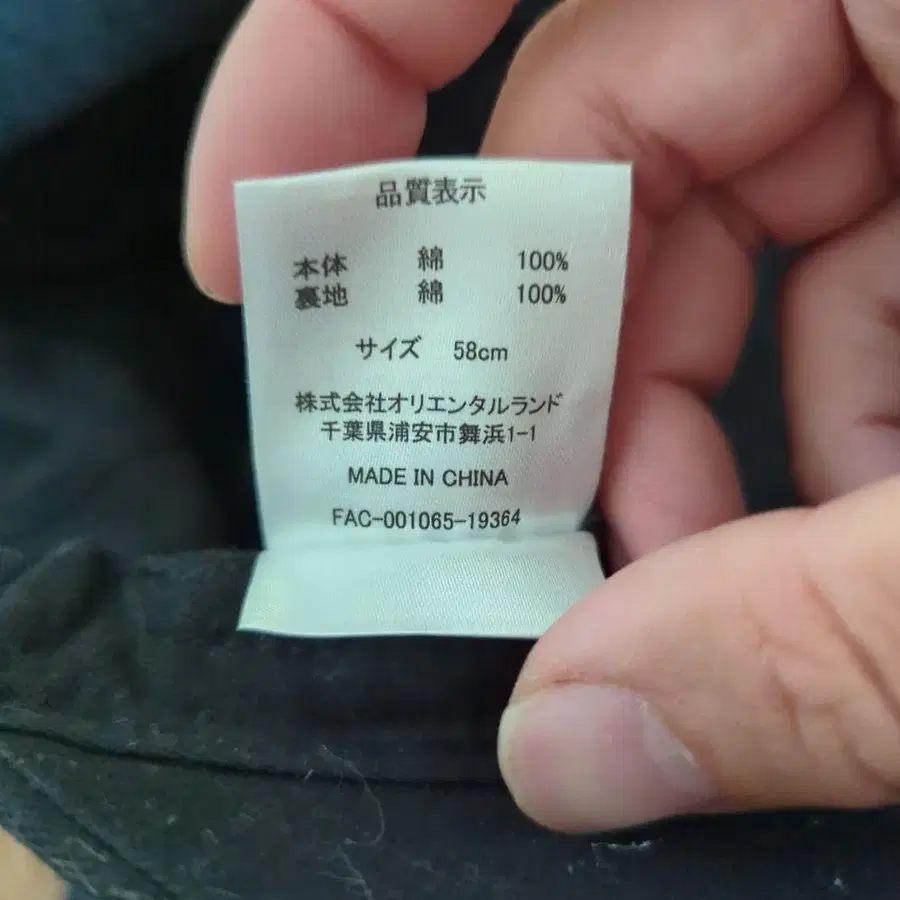 品質表示
本体 綿 100%
裏地 綿 100%
サイズ 58cm
株式会社オリエンタルランド
千葉県浦安市舞浜1-1
MADE IN CHINA
FAC-001065-19364